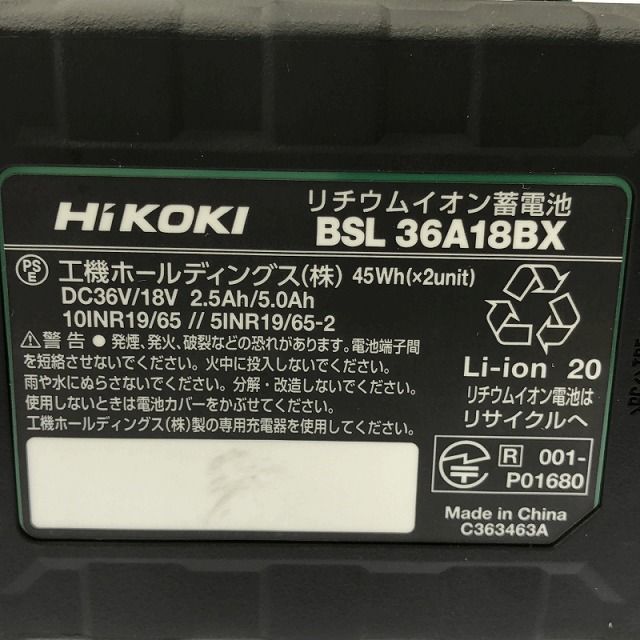 HiKOKI
リチウムイオン蓄電池
BSL 36A18BX
PSE 工機ホールディングス(株) 45Wh(×2unit)
DC36V/18V 2.5Ah/5.0Ah
10INR19/65 // 5INR19/65-2
⚠警告 ● 発煙、発火、破裂などの恐れがあります。電池端子間
を短絡させないでください。火中に投入しないでください。
雨や水にぬらさないでください。分解・改造しないでください。
使用しないときは電池カバーをかぶせてください。
工機ホールディングス(株)製の専用充電器を使用してください。
Li-ion 20
リチウムイオン電池は
リサイクルへ
R 001-
P01680
Made in China
C363463A